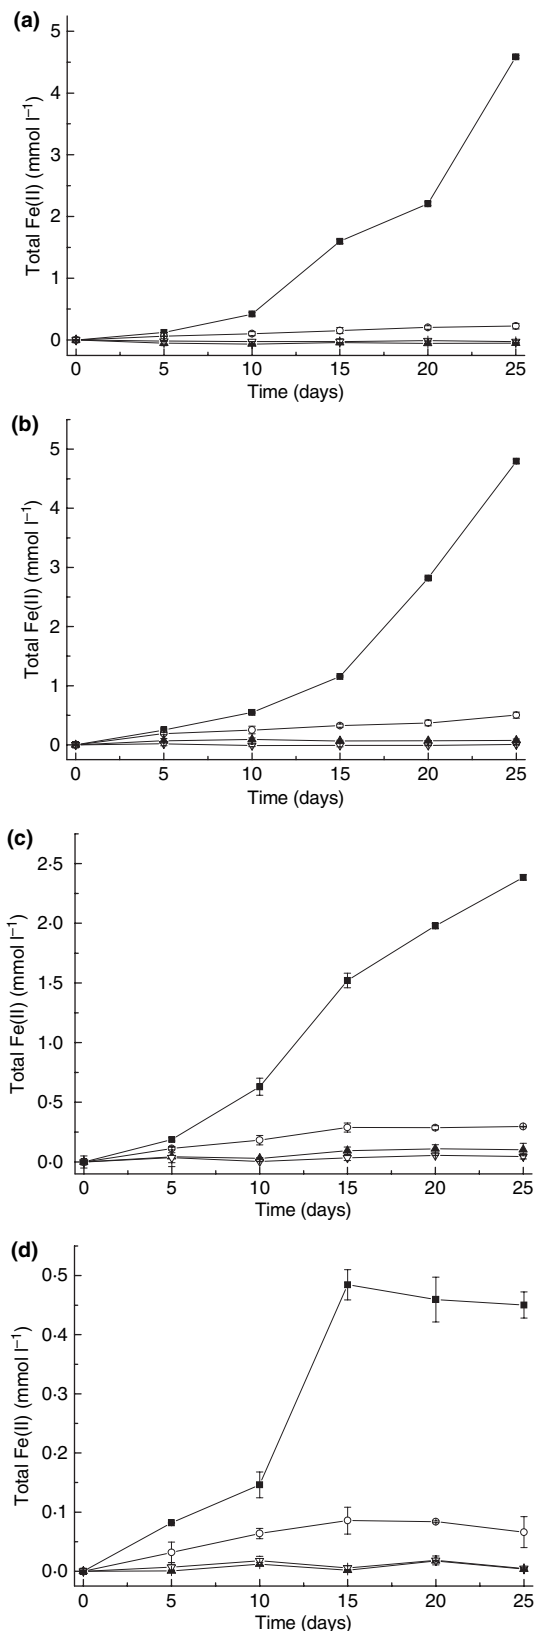 (a)
Total Fe(II) (mmol l⁻¹)
5
4
3
2
1
0
0 5 10 15 20 25
Time (days)
(b)
Total Fe(II) (mmol l⁻¹)
5
4
3
2
1
0
0 5 10 15 20 25
Time (days)
(c)
Total Fe(II) (mmol l⁻¹)
2·5
2·0
1·5
1·0
0·5
0·0
0 5 10 15 20 25
Time (days)
(d)
Total Fe(II) (mmol l⁻¹)
0·5
0·4
0·3
0·2
0·1
0·0
0 5 10 15 20 25
Time (days)